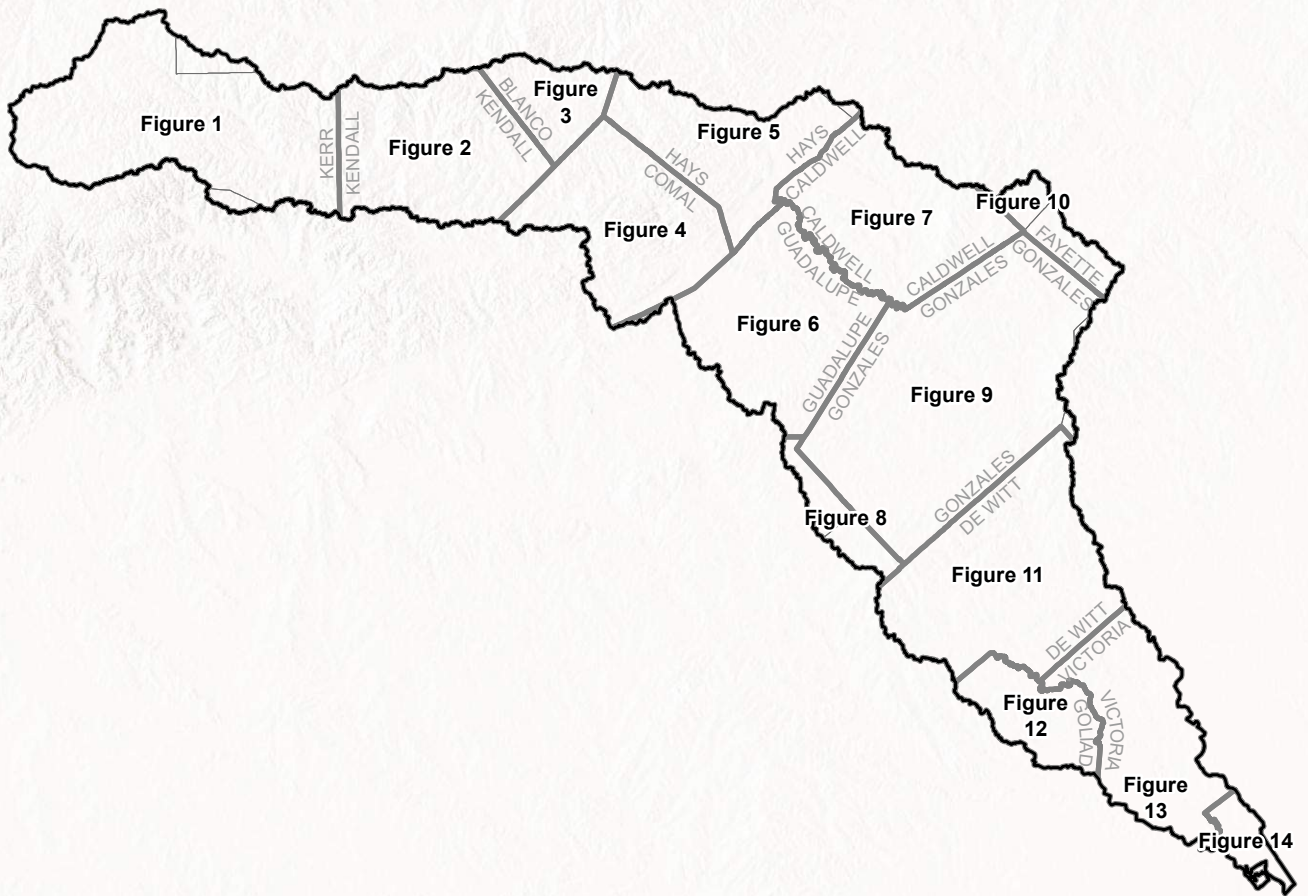 Figure 1
KERR
KENDALL
Figure 2
BLANCO
KENDALL
Figure
3
Figure 5
HAYS
COMAL
Figure 4
HAYS
CALDWELL
Figure 7
CALDWELL
GUADALUPE
Figure 10
CALDWELL
GONZALES
FAYETTE
GONZALES
Figure 6
GUADALUPE
GONZALES
Figure 9
Figure 8
GONZALES
DE WITT
Figure 11
DE WITT
VICTORIA
Figure
12
VICTORIA
GOLIAD
Figure
13
Figure 14